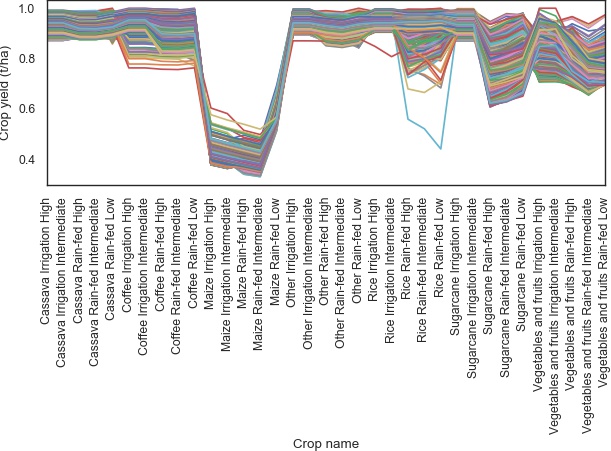 Crop yield (t/ha)
1.0
0.8
0.6
0.4
Cassava Irrigation High
Cassava Irrigation Intermediate
Cassava Rain-fed High
Cassava Rain-fed Intermediate
Cassava Rain-fed Low
Coffee Irrigation High
Coffee Irrigation Intermediate
Coffee Rain-fed High
Coffee Rain-fed Intermediate
Coffee Rain-fed Low
Maize Irrigation High
Maize Irrigation Intermediate
Maize Rain-fed High
Maize Rain-fed Intermediate
Maize Rain-fed Low
Other Irrigation High
Other Irrigation Intermediate
Other Rain-fed High
Other Rain-fed Intermediate
Other Rain-fed Low
Rice Irrigation High
Rice Irrigation Intermediate
Rice Rain-fed High
Rice Rain-fed Intermediate
Rice Rain-fed Low
Sugarcane Irrigation High
Sugarcane Irrigation Intermediate
Sugarcane Rain-fed High
Sugarcane Rain-fed Intermediate
Sugarcane Rain-fed Low
Vegetables and fruits Irrigation High
Vegetables and fruits Irrigation Intermediate
Vegetables and fruits Rain-fed High
Vegetables and fruits Rain-fed Intermediate
Vegetables and fruits Rain-fed Low
Crop name